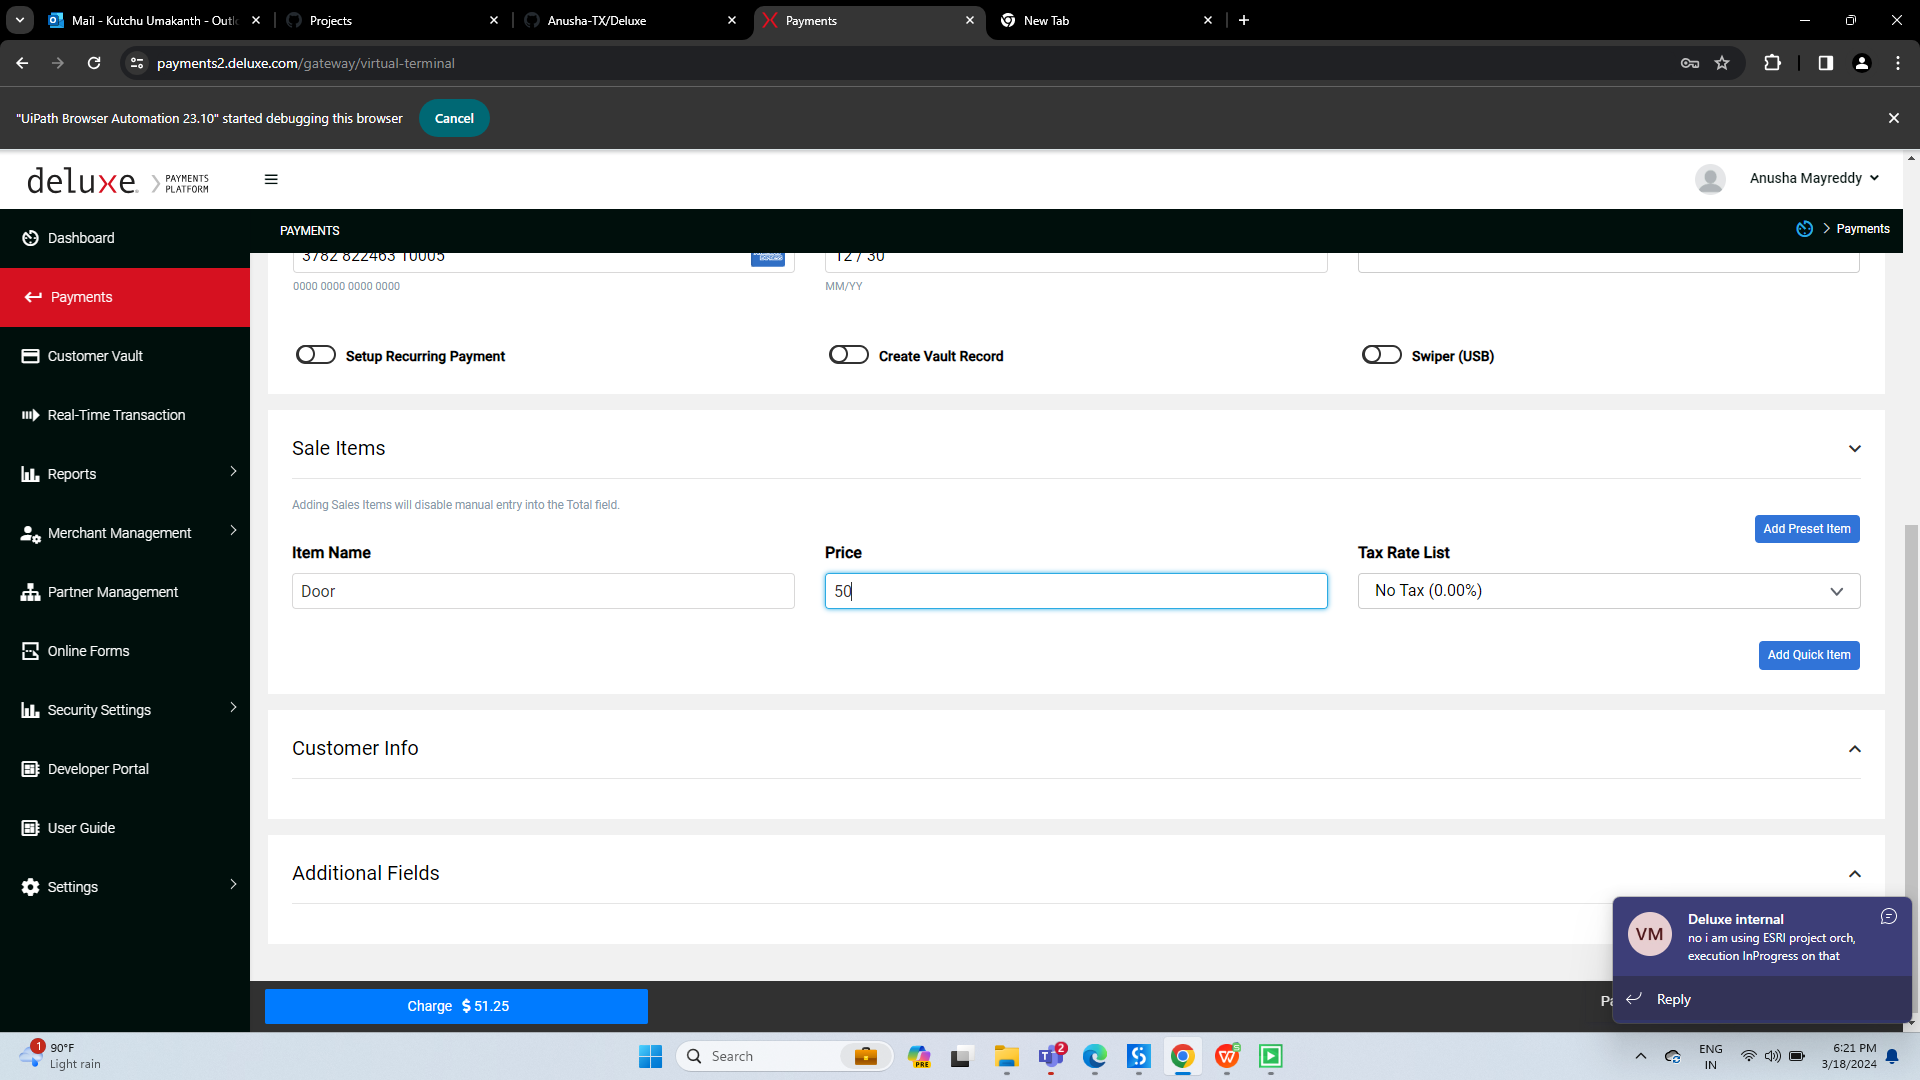 Mail - Kutchu Umakanth - Outl
Projects
Anusha-TX/Deluxe
Payments
New Tab
payments2.deluxe.com/gateway/virtual-terminal
"UiPath Browser Automation 23.10" started debugging this browser
Cancel
deluxe. PAYMENTS PLATFORM
Anusha Mayreddy
PAYMENTS
Payments
Dashboard
Payments
Customer Vault
Real-Time Transaction
Reports
Merchant Management
Partner Management
Online Forms
Security Settings
Developer Portal
User Guide
Settings
3782 822463 10005
12 / 30
0000 0000 0000 0000
MM/YY
Setup Recurring Payment
Create Vault Record
Swiper (USB)
Sale Items
Adding Sales Items will disable manual entry into the Total field.
Add Preset Item
Item Name
Price
Tax Rate List
Door
50
No Tax (0.00%)
Add Quick Item
Customer Info
Additional Fields
Charge $ 51.25
Deluxe internal
VM
no i am using ESRI project orch,
execution InProgress on that
Reply
1
90°F
Light rain
Search
PRE
2
ENG
IN
6:21 PM
3/18/2024